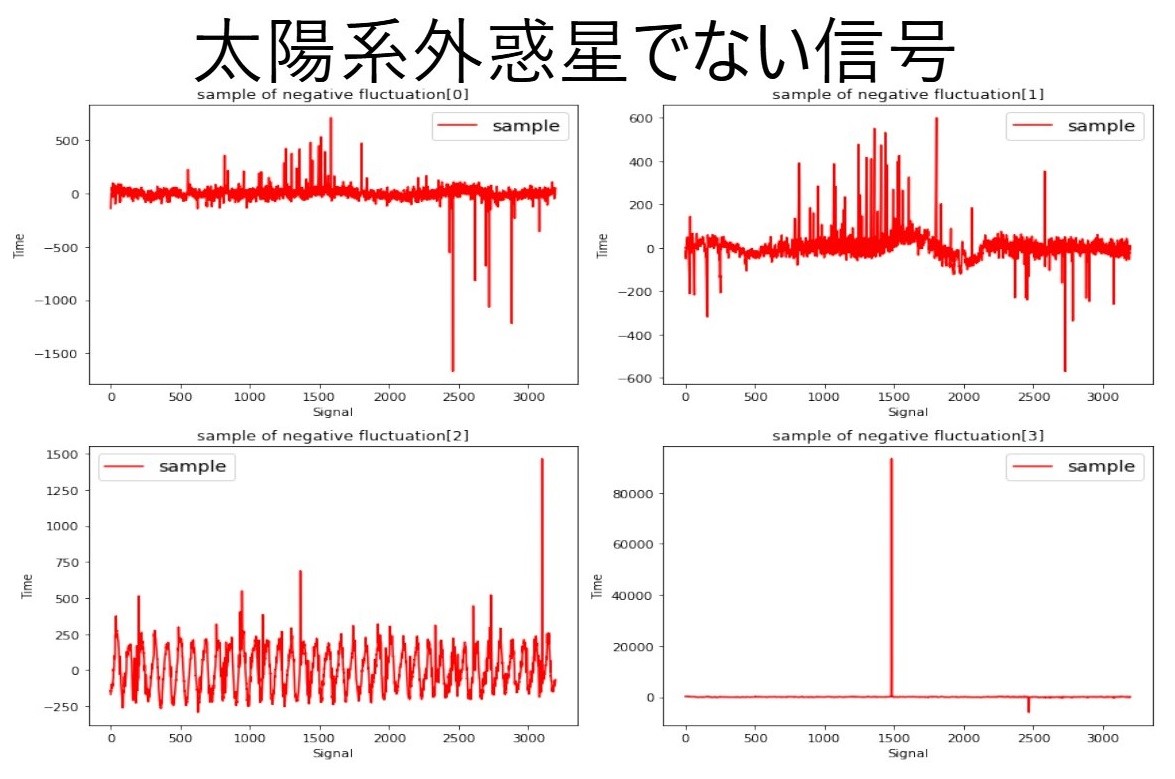 太陽系外惑星でない信号
sample of negative fluctuation[0]
sample
500
0
−500
−1000
−1500
Time
0 500 1000 1500 2000 2500 3000
Signal
sample of negative fluctuation[1]
sample
600
400
200
0
−200
−400
−600
Time
0 500 1000 1500 2000 2500 3000
Signal
sample of negative fluctuation[2]
sample
1500
1250
1000
750
500
250
0
−250
Time
0 500 1000 1500 2000 2500 3000
Signal
sample of negative fluctuation[3]
sample
80000
60000
40000
20000
0
Time
0 500 1000 1500 2000 2500 3000
Signal